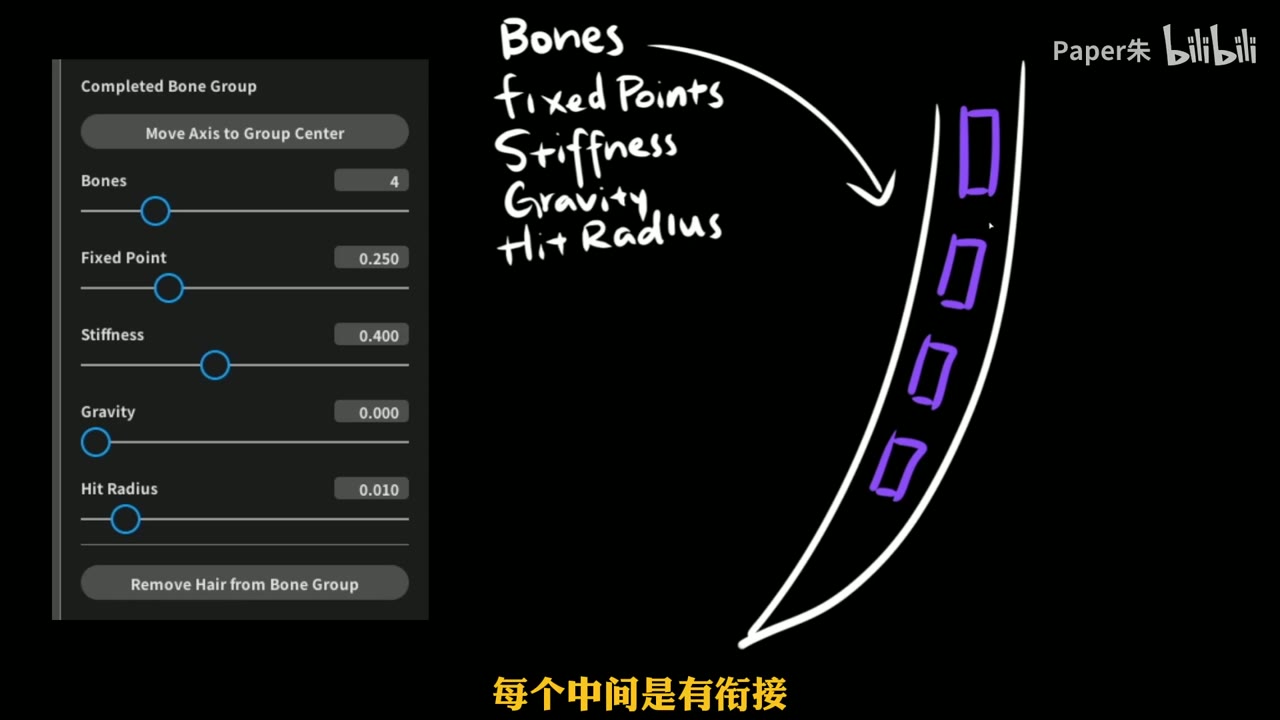 Completed Bone Group
Move Axis to Group Center
Bones 4
Fixed Point 0.250
Stiffness 0.400
Gravity 0.000
Hit Radius 0.010
Remove Hair from Bone Group
Bones
fixed Points
Stiffness
Gravity
Hit Radius
Paper朱 bilibili
每个中间是有衔接